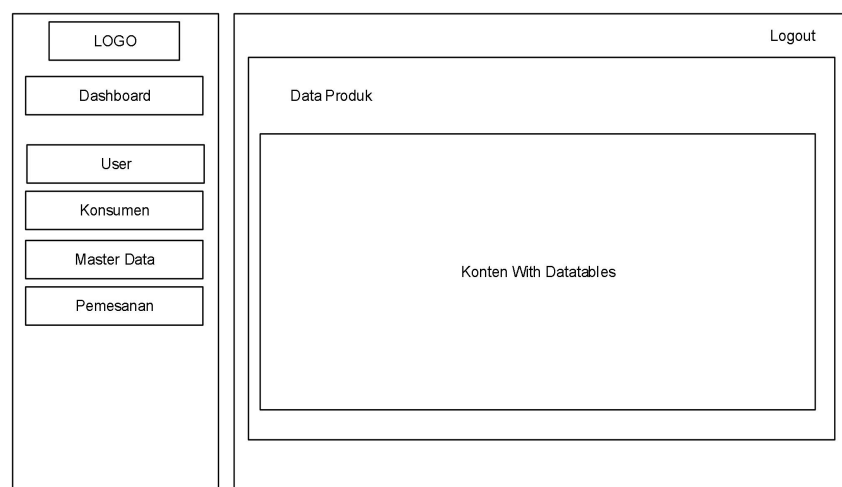 LOGO
Dashboard
User
Konsumen
Master Data
Pemesanan
Logout
Data Produk
Konten With Datatables